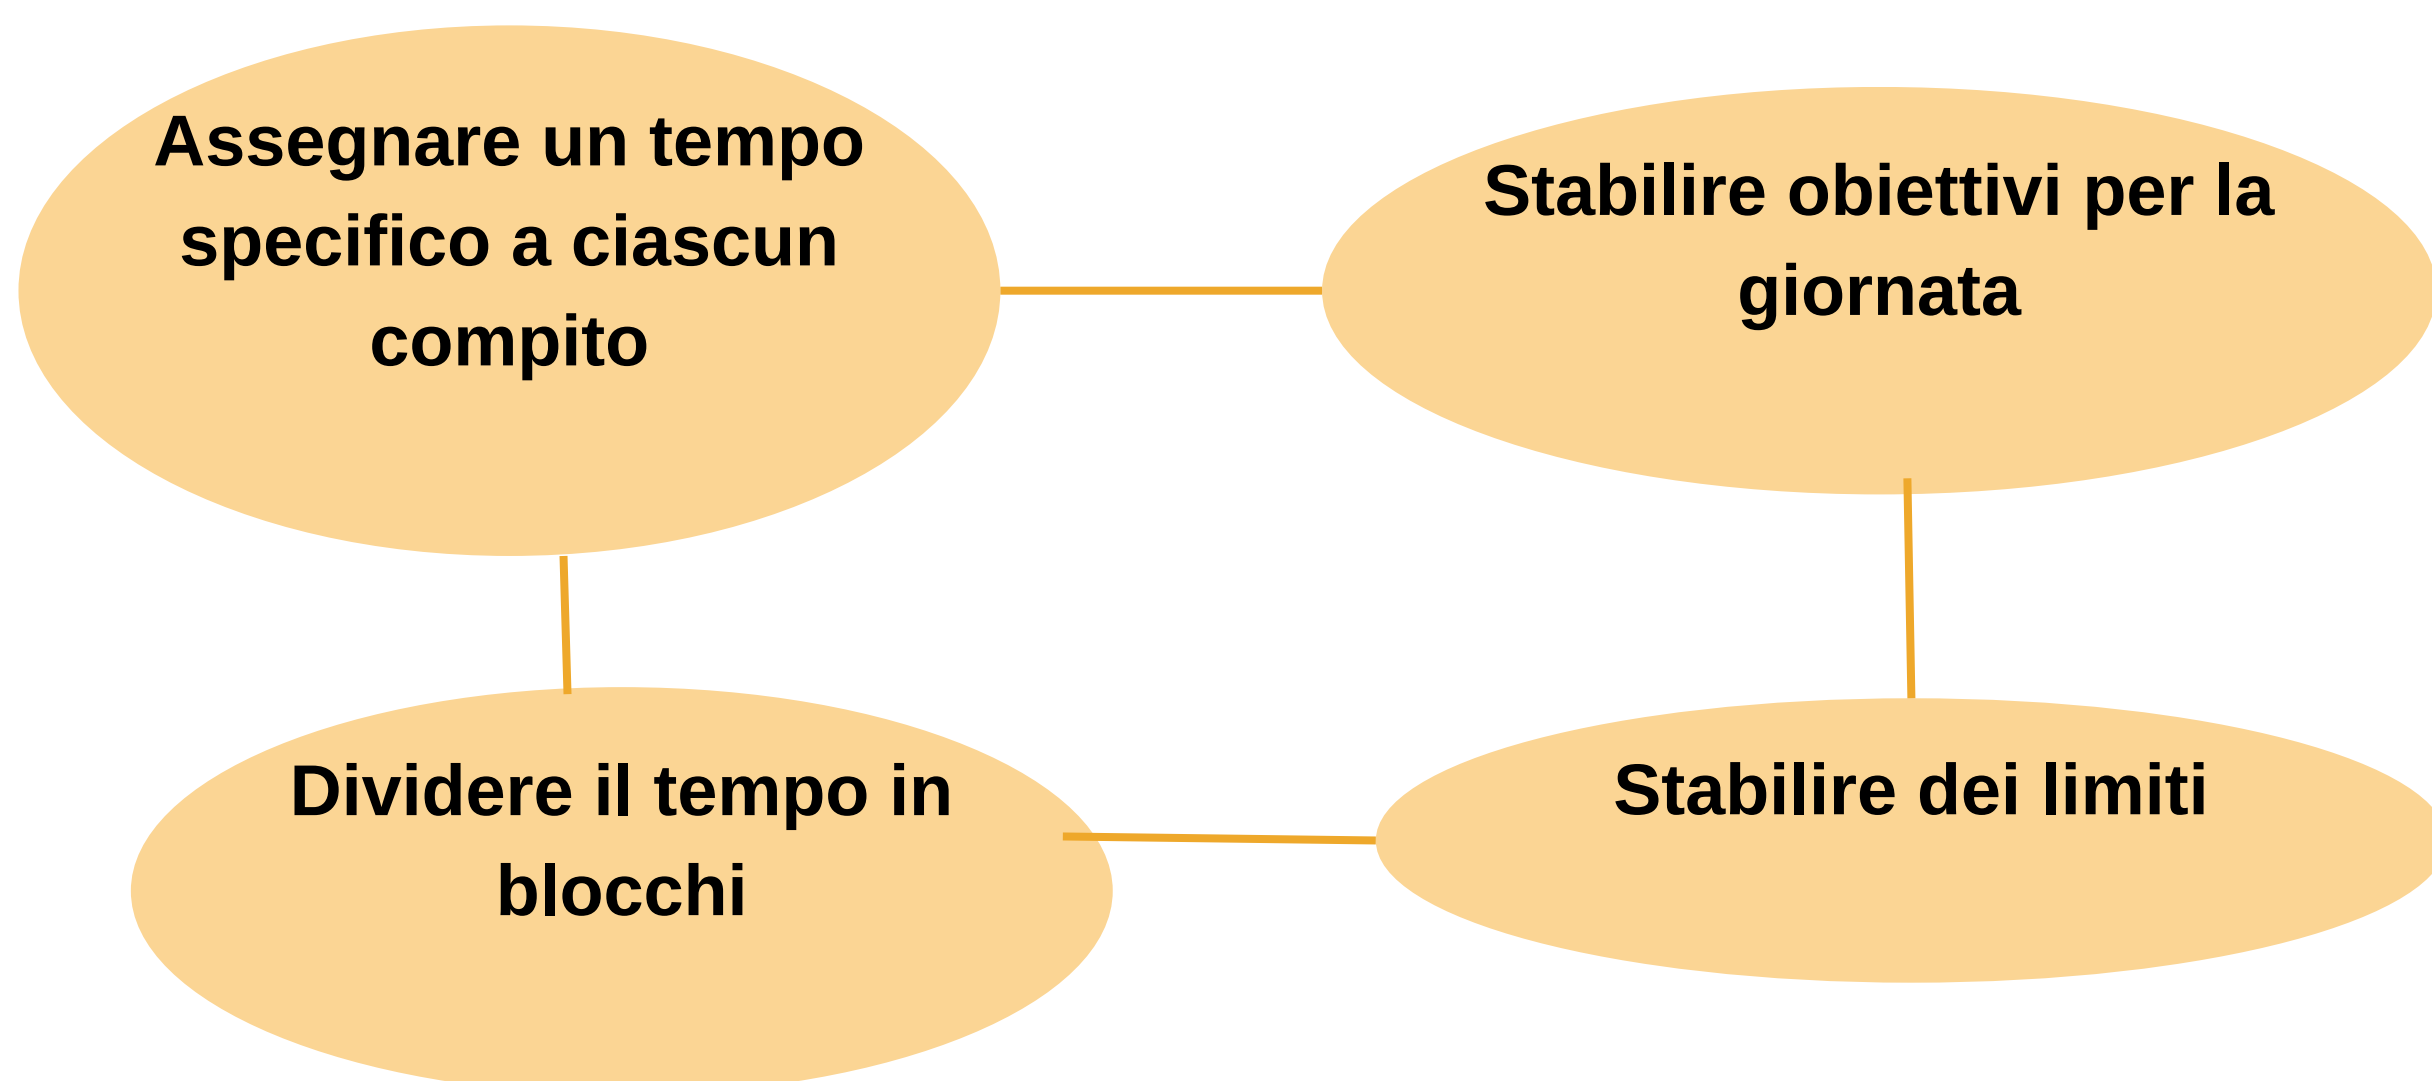 Assegnare un tempo
specifico a ciascun
compito
Stabilire obiettivi per la
giornata
Dividere il tempo in
blocchi
Stabilire dei limiti